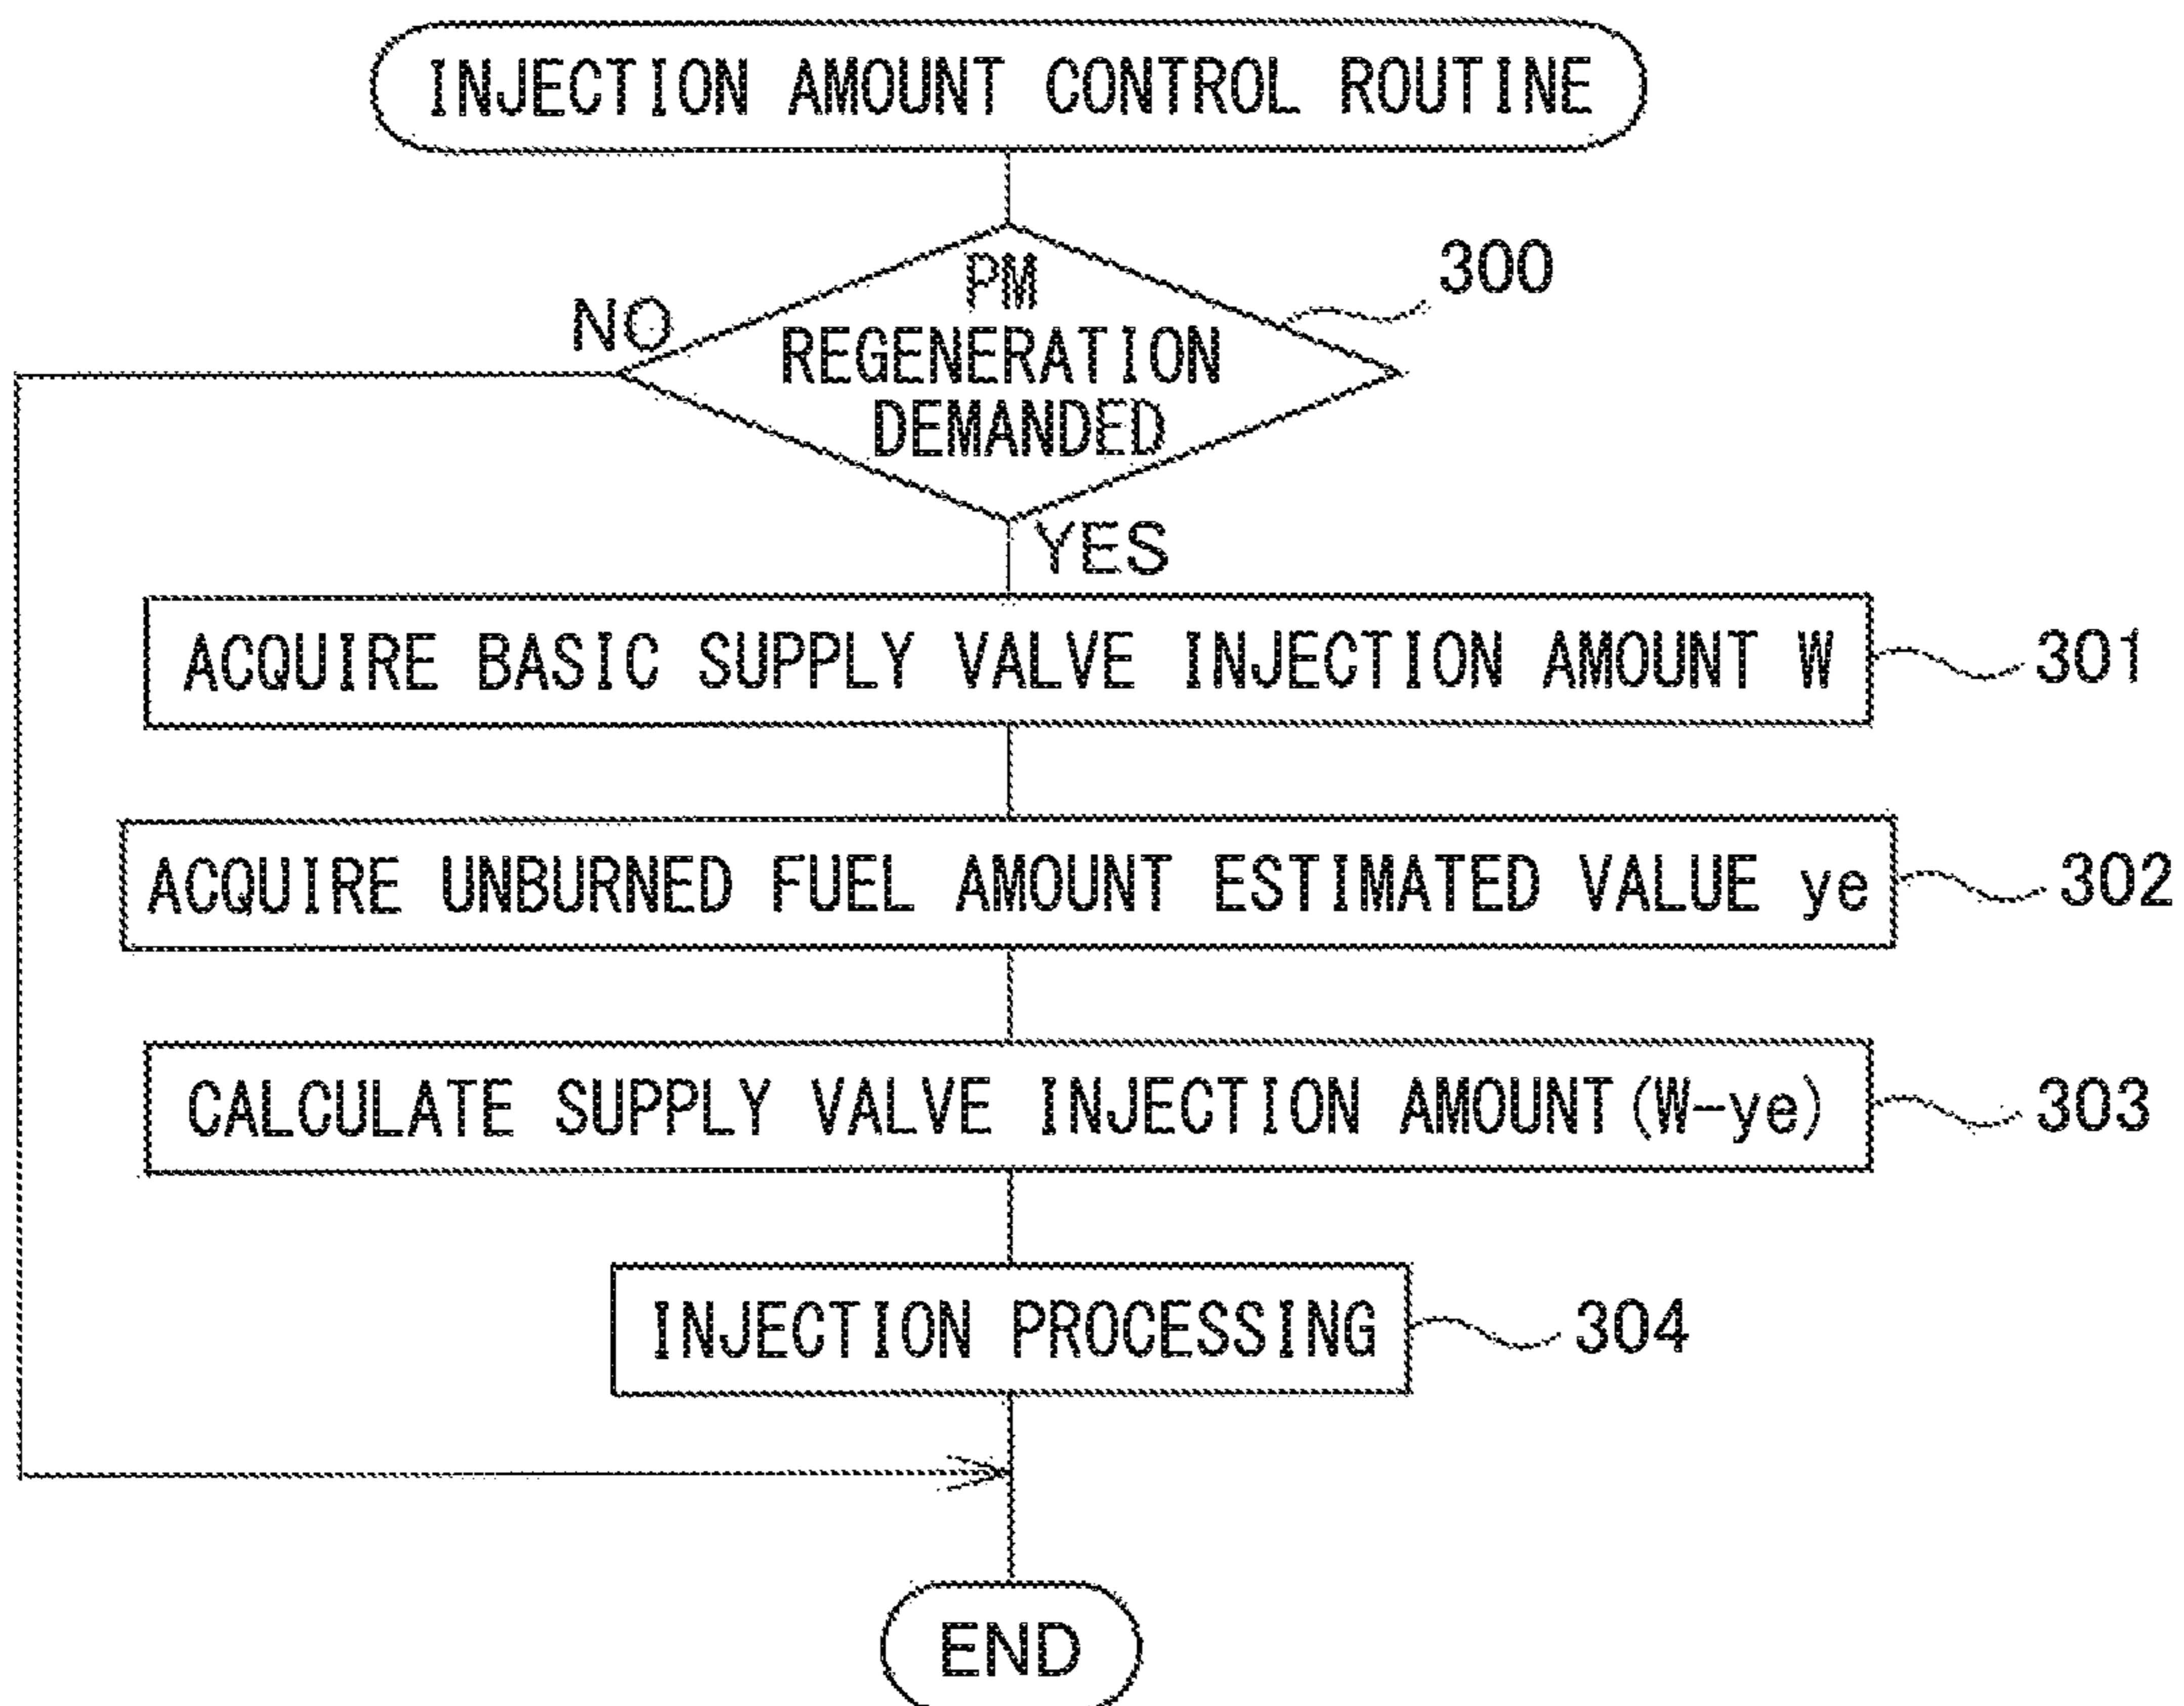 INJECTION AMOUNT CONTROL ROUTINE
300
NO
PM
REGENERATION
DEMANDED
YES
ACQUIRE BASIC SUPPLY VALVE INJECTION AMOUNT W
301
ACQUIRE UNBURNED FUEL AMOUNT ESTIMATED VALUE ye
302
CALCULATE SUPPLY VALVE INJECTION AMOUNT(W-ye)
303
INJECTION PROCESSING
304
END